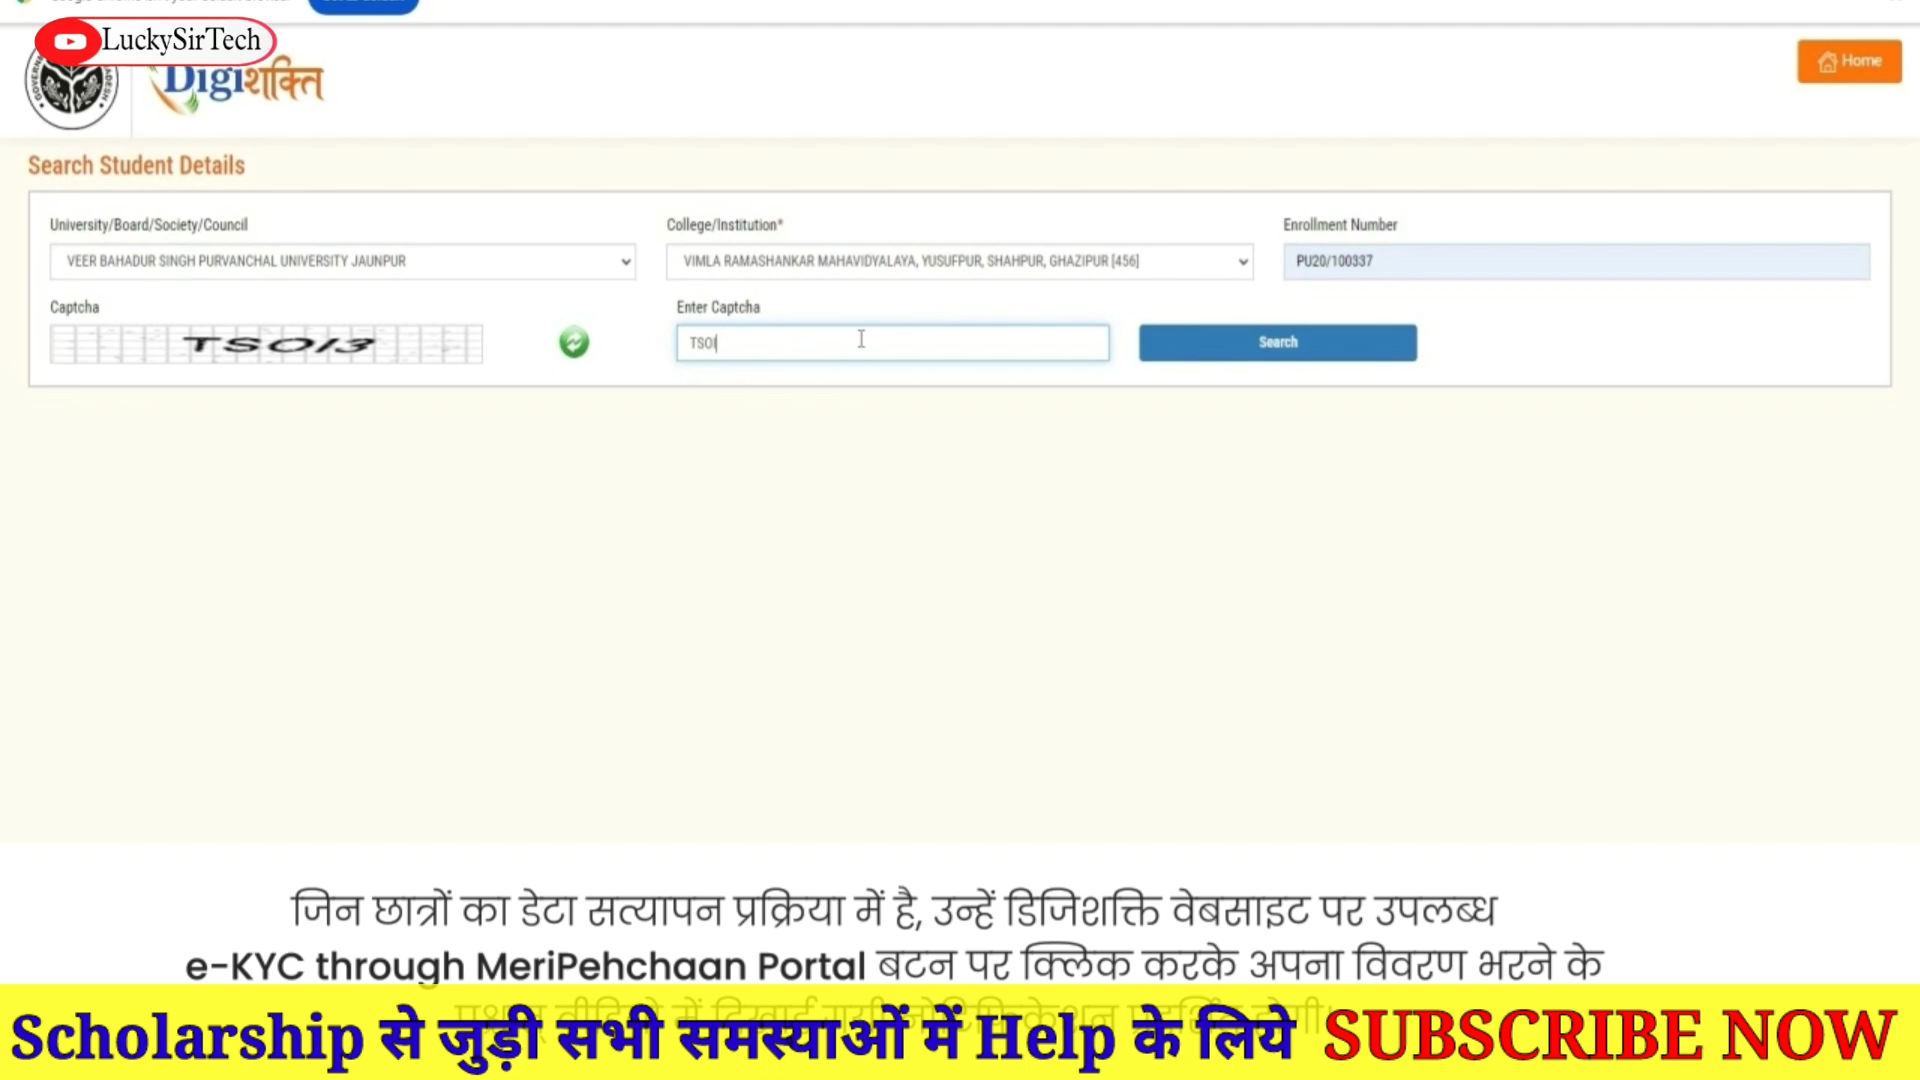 LuckySirTech
Digiशक्ति
Home
Search Student Details
University/Board/Society/Council
College/Institution*
Enrollment Number
VEER BAHADUR SINGH PURVANCHAL UNIVERSITY JAUNPUR
VIMLA RAMASHANKAR MAHAVIDYALAYA, YUSUFPUR, SHAHPUR, GHAZIPUR [456]
PU20/100337
Captcha
Enter Captcha
TSOI3
TSOI
Search
जिन छात्रों का डेटा सत्यापन प्रक्रिया में है, उन्हें डिजिशक्ति वेबसाइट पर उपलब्ध
e-KYC through MeriPehchaan Portal बटन पर क्लिक करके अपना विवरण भरने के
Scholarship से जुड़ी सभी समस्याओं में Help के लिये SUBSCRIBE NOW